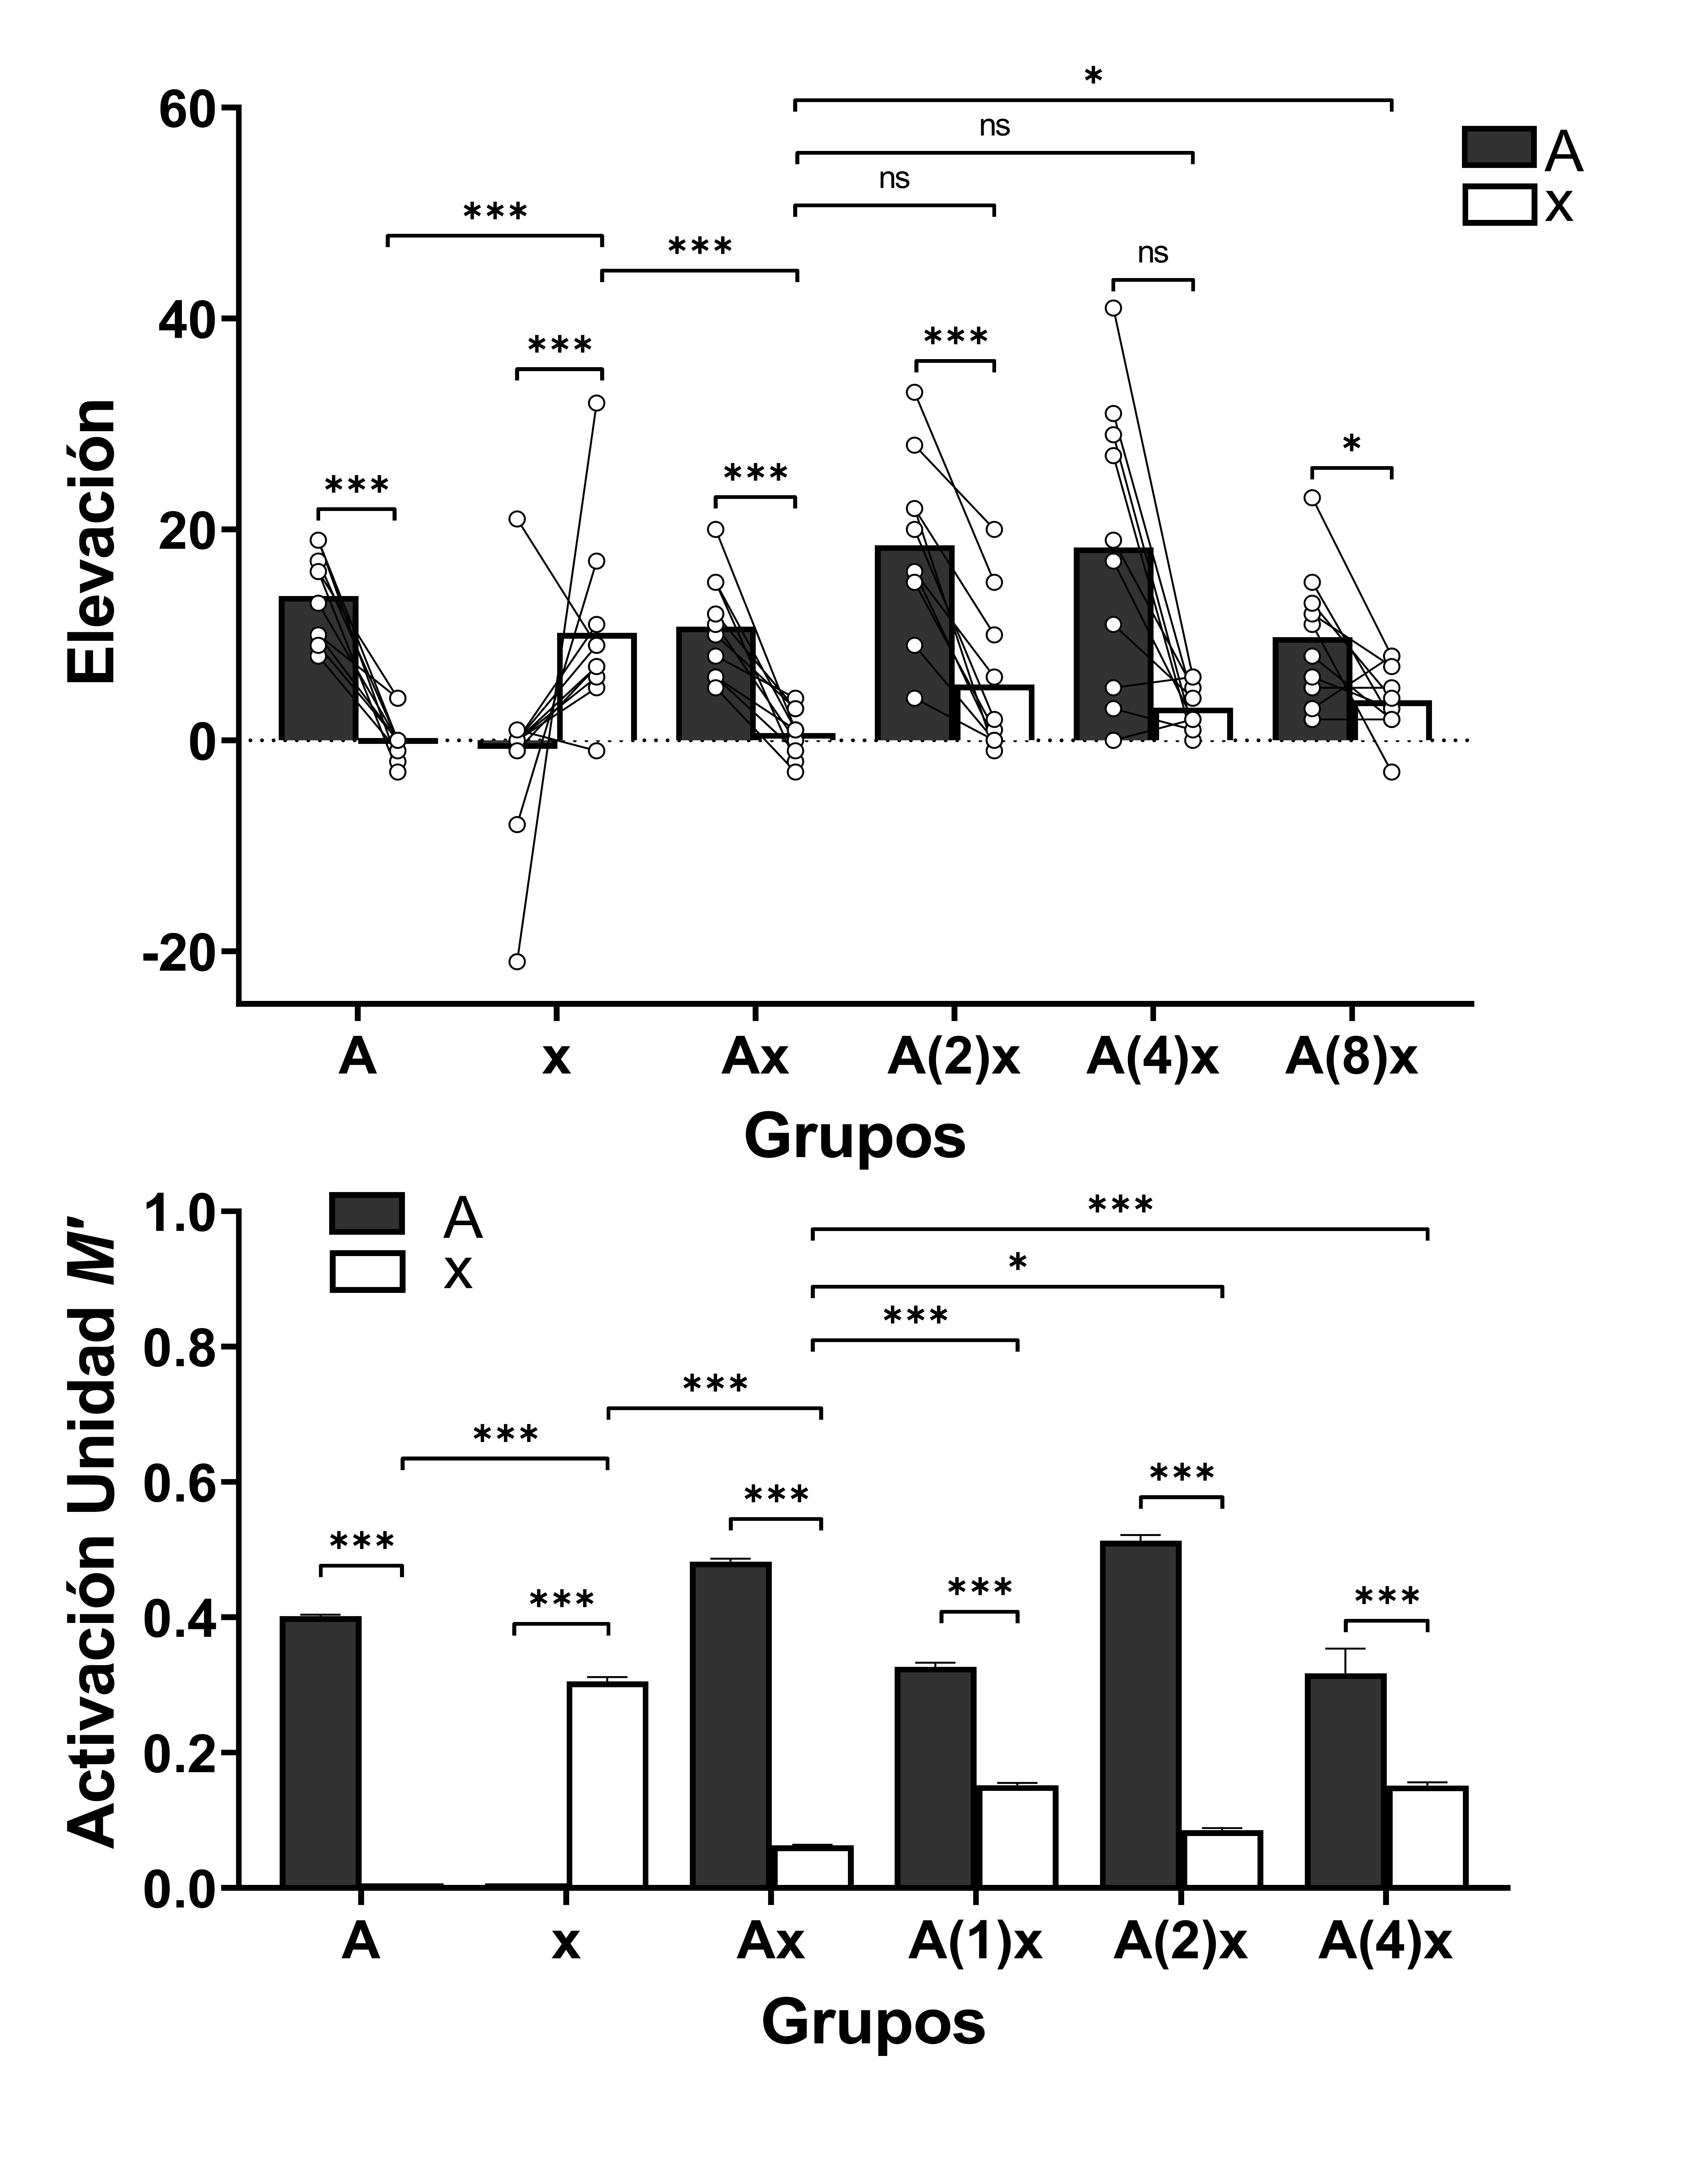 *
60
ns
A
ns
x
***
***
40
ns
***
***
*
***
***
20
0
-20
Elevación
A x Ax A(2)x A(4)x A(8)x
Grupos
1.0
A
x
***
*
***
0.8
***
***
0.6
***
***
***
***
***
***
0.4
0.2
0.0
Activación Unidad M'
A x Ax A(1)x A(2)x A(4)x
Grupos